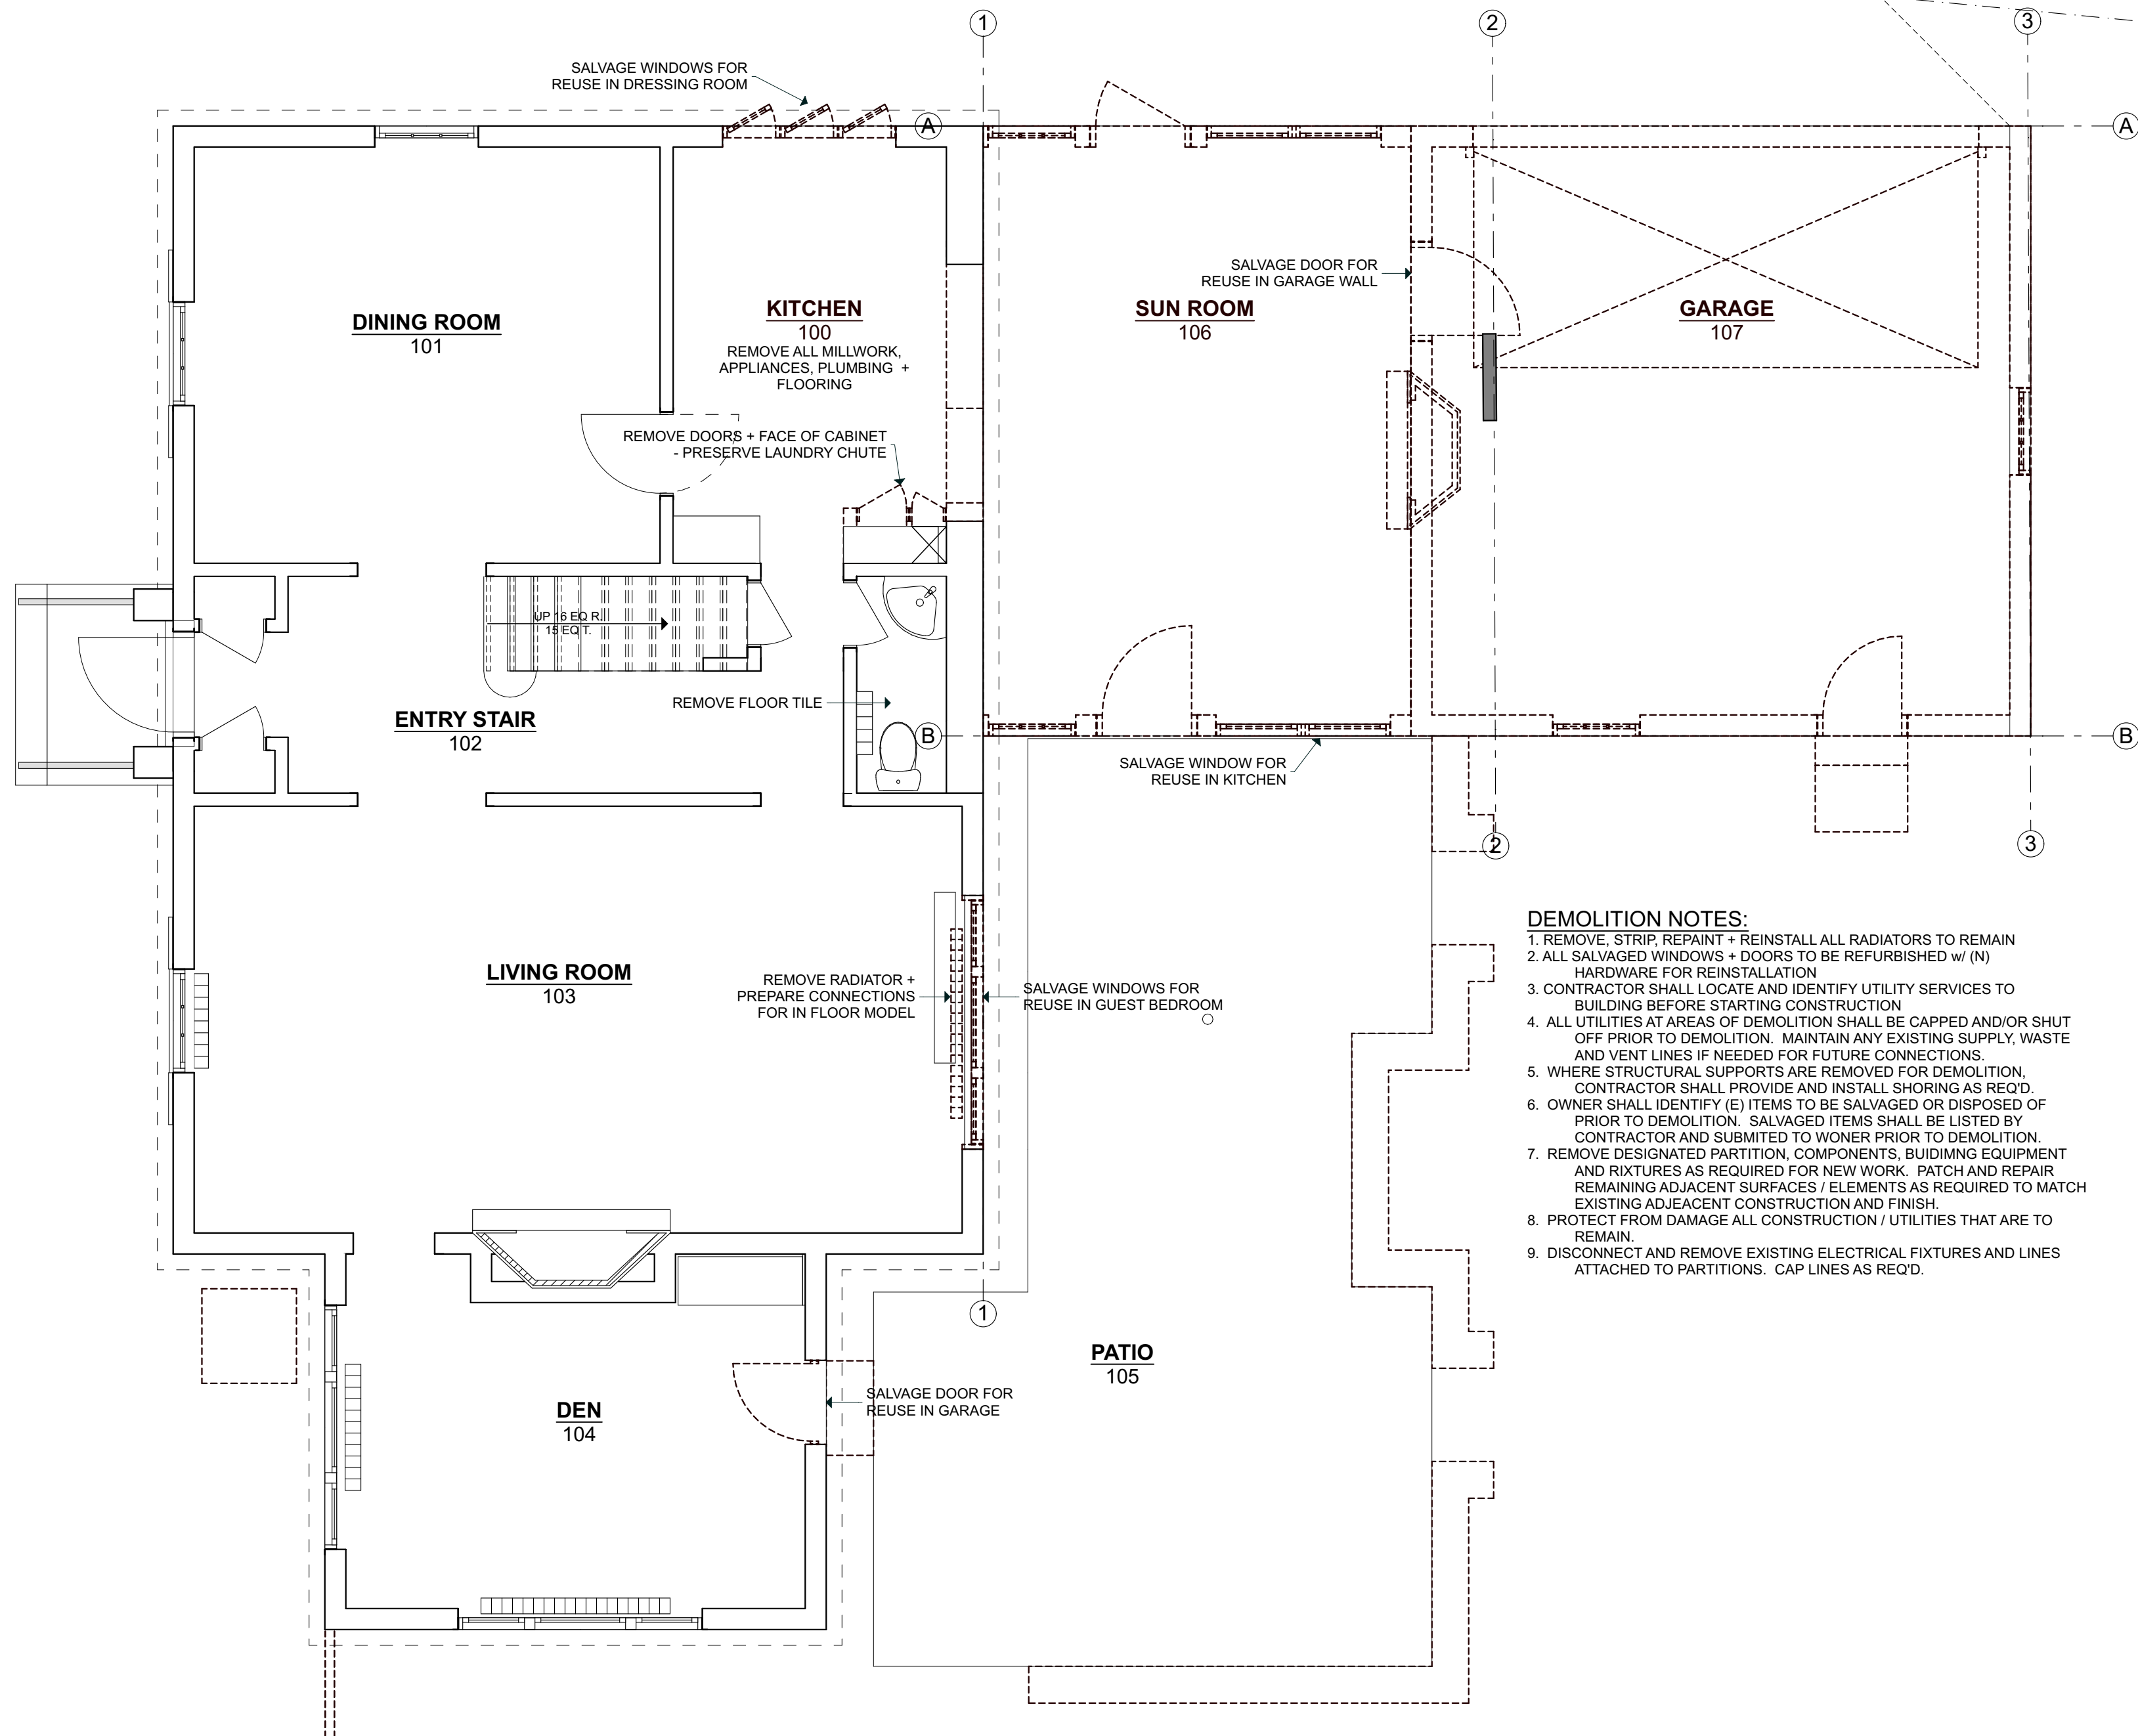 1
2
3
SALVAGE WINDOWS FOR
REUSE IN DRESSING ROOM
A
A
SALVAGE DOOR FOR
REUSE IN GARAGE WALL
DINING ROOM
101
KITCHEN
100
REMOVE ALL MILLWORK,
APPLIANCES, PLUMBING +
FLOORING
SUN ROOM
106
GARAGE
107
REMOVE DOORS + FACE OF CABINET
- PRESERVE LAUNDRY CHUTE
UP 16 EQ R.
15 EQ T.
REMOVE FLOOR TILE
ENTRY STAIR
102
B
B
SALVAGE WINDOW FOR
REUSE IN KITCHEN
2
3
LIVING ROOM
103
REMOVE RADIATOR +
PREPARE CONNECTIONS
FOR IN FLOOR MODEL
SALVAGE WINDOWS FOR
REUSE IN GUEST BEDROOM
DEMOLITION NOTES:
1. REMOVE, STRIP, REPAINT + REINSTALL ALL RADIATORS TO REMAIN
2. ALL SALVAGED WINDOWS + DOORS TO BE REFURBISHED w/ (N)
HARDWARE FOR REINSTALLATION
3. CONTRACTOR SHALL LOCATE AND IDENTIFY UTILITY SERVICES TO
BUILDING BEFORE STARTING CONSTRUCTION
4. ALL UTILITIES AT AREAS OF DEMOLITION SHALL BE CAPPED AND/OR SHUT
OFF PRIOR TO DEMOLITION. MAINTAIN ANY EXISTING SUPPLY, WASTE
AND VENT LINES IF NEEDED FOR FUTURE CONNECTIONS.
5. WHERE STRUCTURAL SUPPORTS ARE REMOVED FOR DEMOLITION,
CONTRACTOR SHALL PROVIDE AND INSTALL SHORING AS REQ'D.
6. OWNER SHALL IDENTIFY (E) ITEMS TO BE SALVAGED OR DISPOSED OF
PRIOR TO DEMOLITION. SALVAGED ITEMS SHALL BE LISTED BY
CONTRACTOR AND SUBMITED TO WONER PRIOR TO DEMOLITION.
7. REMOVE DESIGNATED PARTITION, COMPONENTS, BUIDIMNG EQUIPMENT
AND RIXTURES AS REQUIRED FOR NEW WORK. PATCH AND REPAIR
REMAINING ADJACENT SURFACES / ELEMENTS AS REQUIRED TO MATCH
EXISTING ADJEACENT CONSTRUCTION AND FINISH.
8. PROTECT FROM DAMAGE ALL CONSTRUCTION / UTILITIES THAT ARE TO
REMAIN.
9. DISCONNECT AND REMOVE EXISTING ELECTRICAL FIXTURES AND LINES
ATTACHED TO PARTITIONS. CAP LINES AS REQ'D.
1
PATIO
105
SALVAGE DOOR FOR
REUSE IN GARAGE
DEN
104